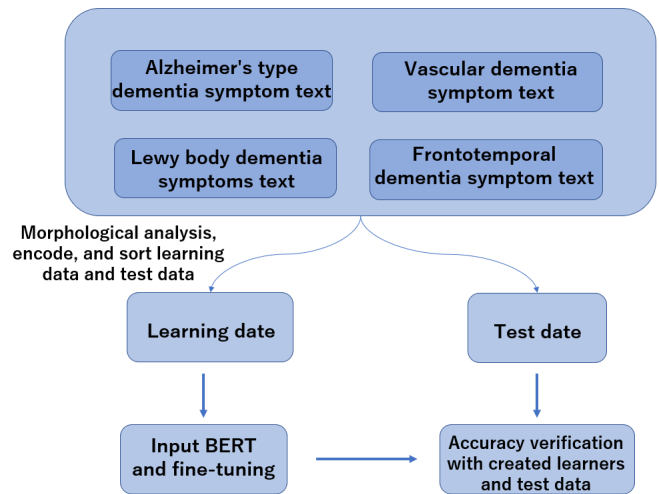 Alzheimer's type
dementia symptom text
Vascular dementia
symptom text
Lewy body dementia
symptoms text
Frontotemporal
dementia symptom text
Morphological analysis,
encode, and sort learning
data and test data
Learning date
Test date
Input BERT
and fine-tuning
Accuracy verification
with created learners
and test data